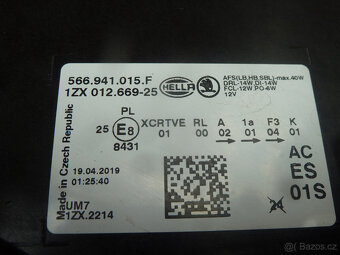 566.941.015.F
1ZX 012.669-25
HELLA
AFS(LB,HB,SBL)-max.40W
DRL-14W,DI-14W
FCL-12W,PO-6W
12V
PL
25 E8 XCRTVE RL A 1a F3 K
8431 01 00 02 01 04 01
Made in Czech Republic
19.04.2019
01:25:40
UM7
1ZX.2214
AC
ES
01S
bazos.cz